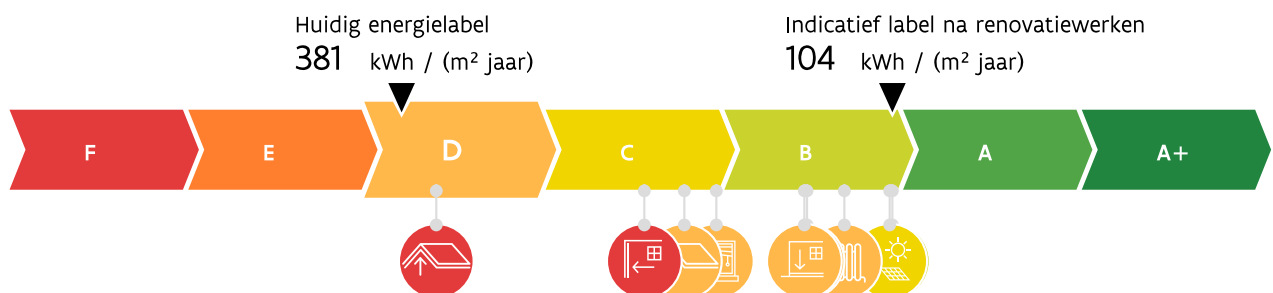 Huidig energielabel
381 kWh / (m² jaar)
Indicatief label na renovatiewerken
104 kWh / (m² jaar)
F E D C B A A+